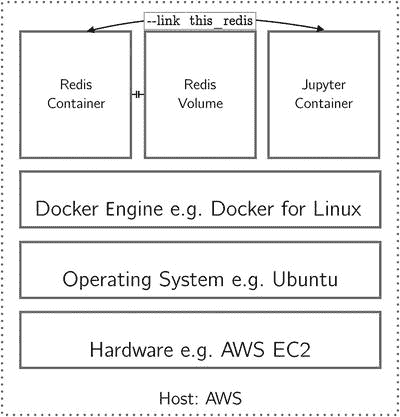 --link this_redis
Redis
Container
Redis
Volume
Jupyter
Container
Docker Engine e.g. Docker for Linux
Operating System e.g. Ubuntu
Hardware e.g. AWS EC2
Host: AWS